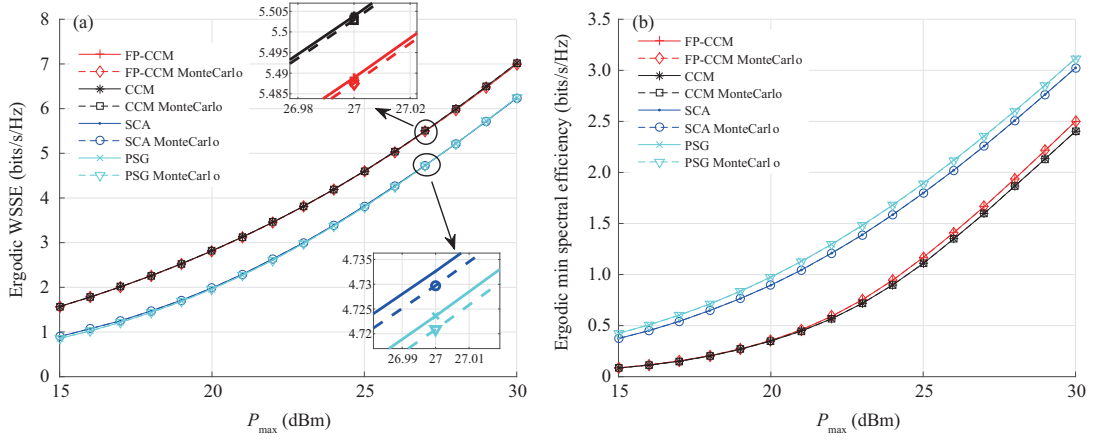 (a)
Ergodic WSSE (bits/s/Hz)
8
7
6
5
4
3
2
1
0
FP-CCM
FP-CCM MonteCarlo
CCM
CCM MonteCarlo
SCA
SCA MonteCarlo
PSG
PSG MonteCarlo
5.505
5.5
5.495
5.49
5.485
26.98 27 27.02
4.735
4.73
4.725
4.72
26.99 27 27.01
15 20 25 30
Pmax (dBm)
(b)
Ergodic min spectral efficiency (bits/s/Hz)
3.5
3.0
2.5
2.0
1.5
1.0
0.5
0
FP-CCM
FP-CCM MonteCarlo
CCM
CCM MonteCarlo
SCA
SCA MonteCarlo
PSG
PSG MonteCarlo
15 20 25 30
Pmax (dBm)